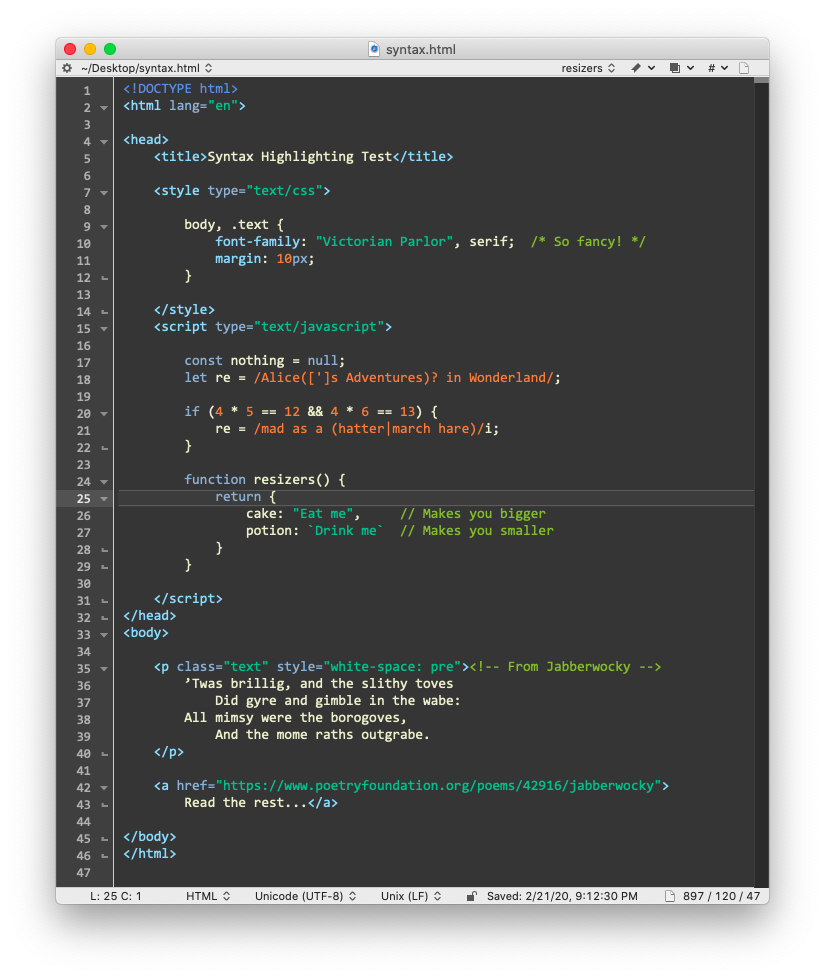 syntax.html
~/Desktop/syntax.html resizers #
1 <!DOCTYPE html>
2 <html lang="en">
3
4 <head>
5     <title>Syntax Highlighting Test</title>
6
7     <style type="text/css">
8
9         body, .text {
10             font-family: "Victorian Parlor", serif;  /* So fancy! */
11             margin: 10px;
12         }
13
14     </style>
15     <script type="text/javascript">
16
17         const nothing = null;
18         let re = /Alice([']s Adventures)? in Wonderland/;
19
20         if (4 * 5 == 12 && 4 * 6 == 13) {
21             re = /mad as a (hatter|march hare)/i;
22         }
23
24         function resizers() {
25             return {
26                 cake: "Eat me",     // Makes you bigger
27                 potion: `Drink me`  // Makes you smaller
28             }
29         }
30
31     </script>
32 </head>
33 <body>
34
35     <p class="text" style="white-space: pre"><!-- From Jabberwocky -->
36         ’Twas brillig, and the slithy toves
37             Did gyre and gimble in the wabe:
38         All mimsy were the borogoves,
39             And the mome raths outgrabe.
40     </p>
41
42     <a href="https://www.poetryfoundation.org/poems/42916/jabberwocky">
43         Read the rest...</a>
44
45 </body>
46 </html>
47
L: 25 C: 1 HTML Unicode (UTF-8) Unix (LF) Saved: 2/21/20, 9:12:30 PM 897 / 120 / 47